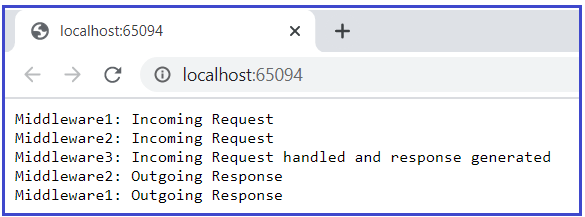 localhost:65094
localhost:65094
Middleware1: Incoming Request
Middleware2: Incoming Request
Middleware3: Incoming Request handled and response generated
Middleware2: Outgoing Response
Middleware1: Outgoing Response